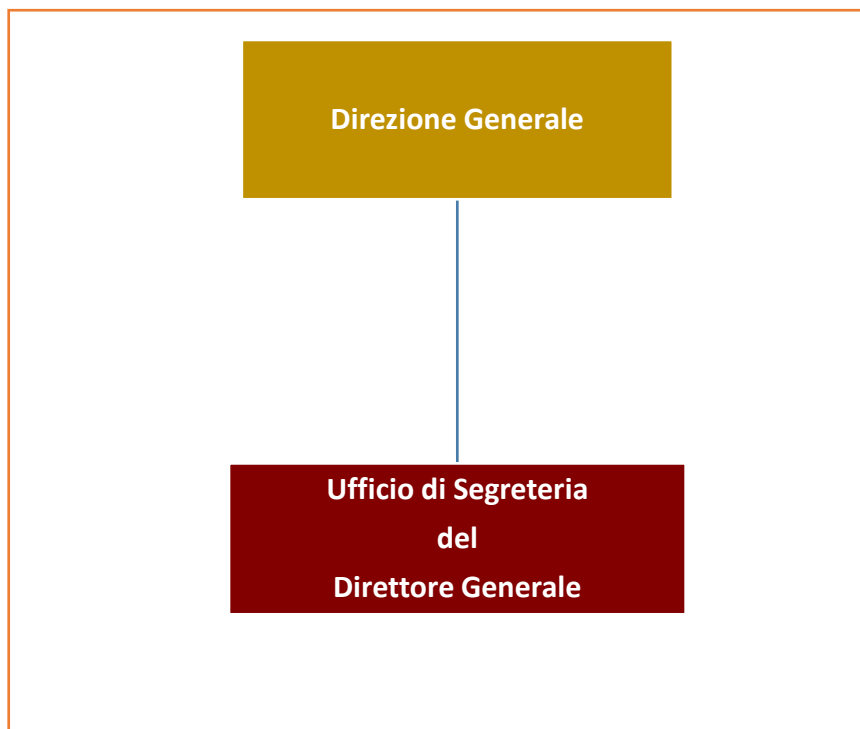 Direzione Generale
Ufficio di Segreteria
del
Direttore Generale